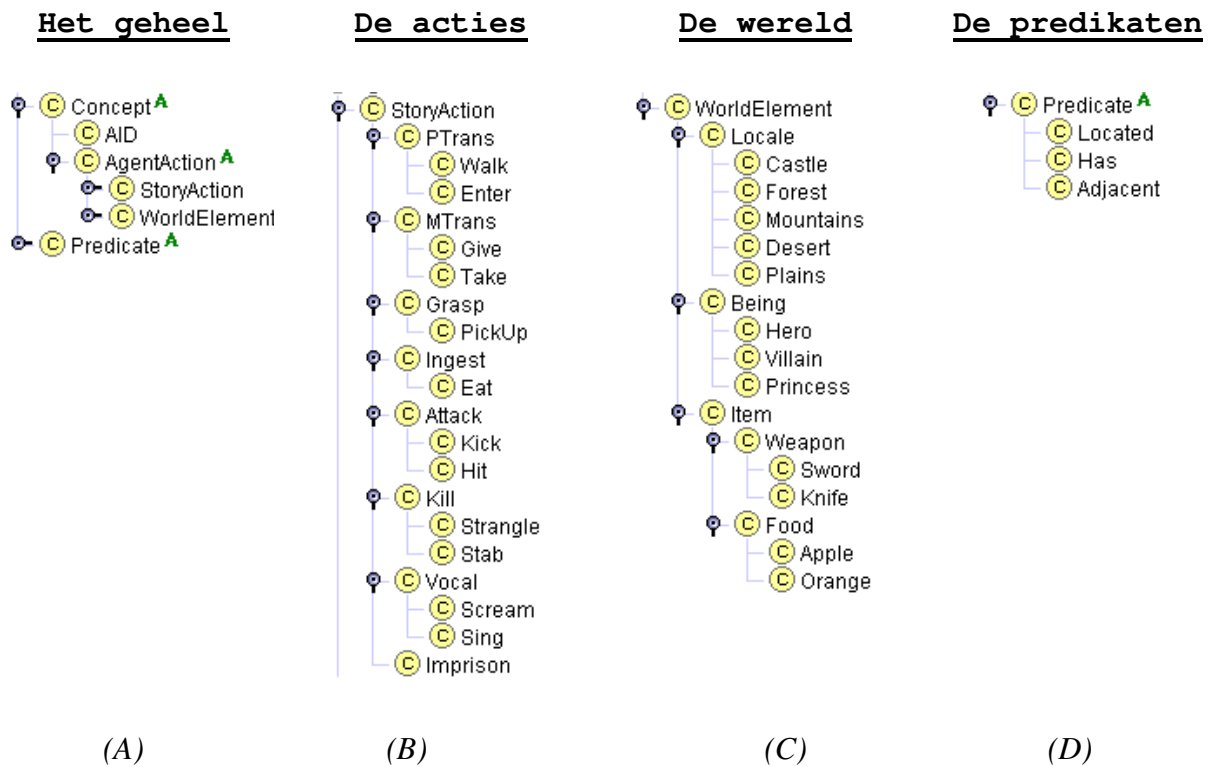 Het geheel
De acties
De wereld
De predikaten
C Concept A
C AID
C AgentAction A
C StoryAction
C WorldElement
C Predicate A
C StoryAction
C PTrans
C Walk
C Enter
C MTrans
C Give
C Take
C Grasp
C PickUp
C Ingest
C Eat
C Attack
C Kick
C Hit
C Kill
C Strangle
C Stab
C Vocal
C Scream
C Sing
C Imprison
C WorldElement
C Locale
C Castle
C Forest
C Mountains
C Desert
C Plains
C Being
C Hero
C Villain
C Princess
C Item
C Weapon
C Sword
C Knife
C Food
C Apple
C Orange
C Predicate A
C Located
C Has
C Adjacent
(A)
(B)
(C)
(D)